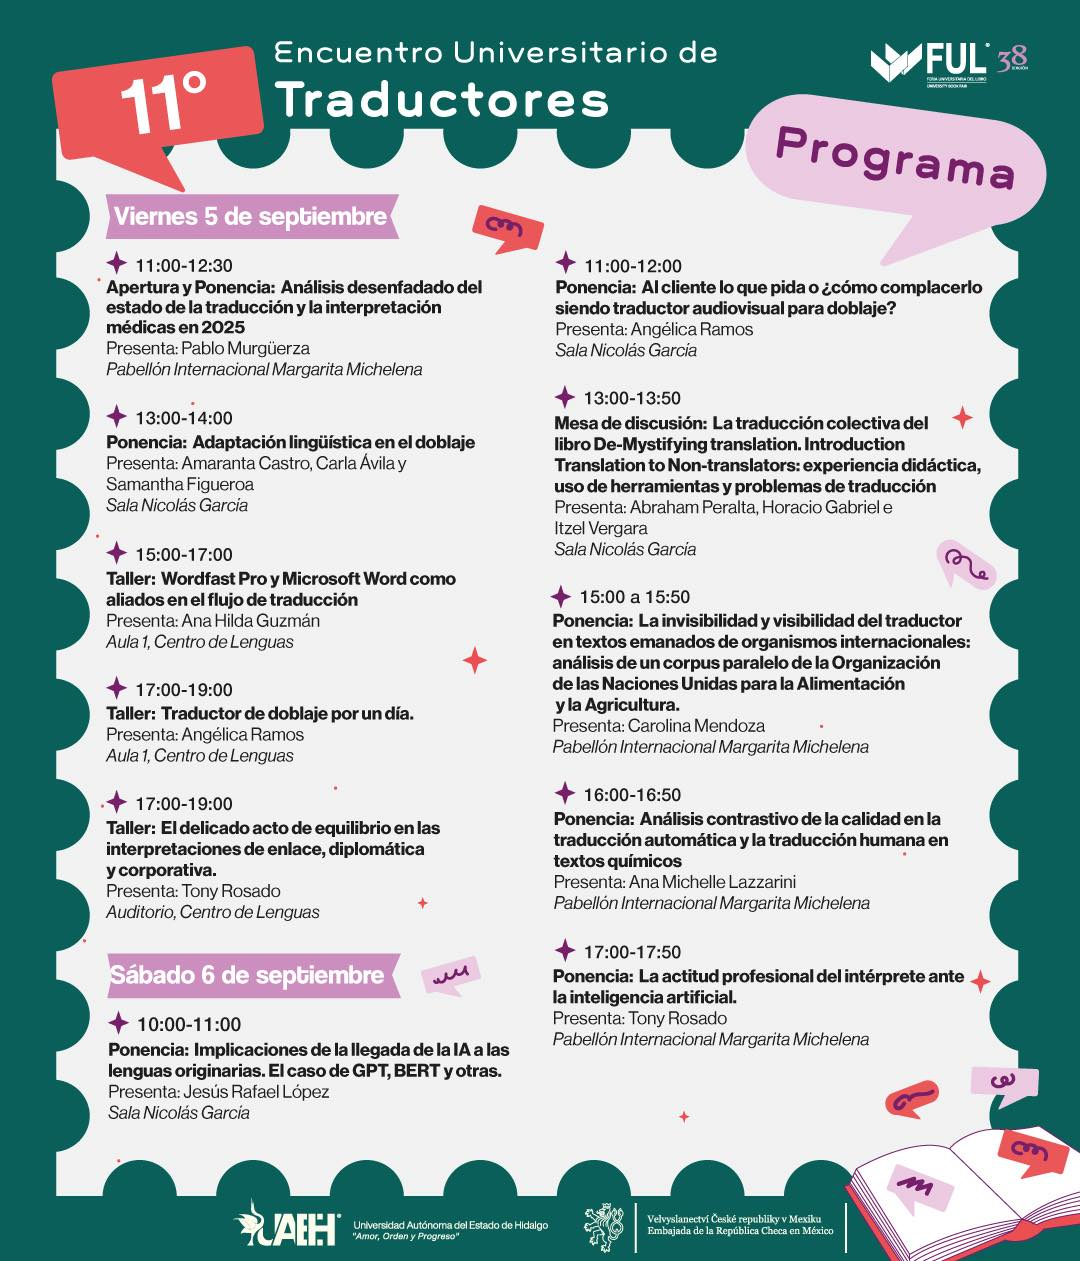 11°
Encuentro Universitario de
Traductores
FUL
38
EDICIÓN
FERIA UNIVERSITARIA DEL LIBRO
UNIVERSITY BOOK FAIR
Programa
Viernes 5 de septiembre
11:00-12:30
Apertura y Ponencia: Análisis desenfadado del
estado de la traducción y la interpretación
médicas en 2025
Presenta: Pablo Murgüerza
Pabellón Internacional Margarita Michelena
13:00-14:00
Ponencia: Adaptación lingüística en el doblaje
Presenta: Amaranta Castro, Carla Ávila y
Samantha Figueroa
Sala Nicolás García
15:00-17:00
Taller: Wordfast Pro y Microsoft Word como
aliados en el flujo de traducción
Presenta: Ana Hilda Guzmán
Aula 1, Centro de Lenguas
17:00-19:00
Taller: Traductor de doblaje por un día.
Presenta: Angélica Ramos
Aula 1, Centro de Lenguas
17:00-19:00
Taller: El delicado acto de equilibrio en las
interpretaciones de enlace, diplomática
y corporativa.
Presenta: Tony Rosado
Auditorio, Centro de Lenguas
Sábado 6 de septiembre
10:00-11:00
Ponencia: Implicaciones de la llegada de la IA a las
lenguas originarias. El caso de GPT, BERT y otras.
Presenta: Jesús Rafael López
Sala Nicolás García
11:00-12:00
Ponencia: Al cliente lo que pida o ¿cómo complacerlo
siendo traductor audiovisual para doblaje?
Presenta: Angélica Ramos
Sala Nicolás García
13:00-13:50
Mesa de discusión: La traducción colectiva del
libro De-Mystifying translation. Introduction
Translation to Non-translators: experiencia didáctica,
uso de herramientas y problemas de traducción
Presenta: Abraham Peralta, Horacio Gabriel e
Itzel Vergara
Sala Nicolás García
15:00 a 15:50
Ponencia: La invisibilidad y visibilidad del traductor
en textos emanados de organismos internacionales:
análisis de un corpus paralelo de la Organización
de las Naciones Unidas para la Alimentación
y la Agricultura.
Presenta: Carolina Mendoza
Pabellón Internacional Margarita Michelena
16:00-16:50
Ponencia: Análisis contrastivo de la calidad en la
traducción automática y la traducción humana en
textos químicos
Presenta: Ana Michelle Lazzarini
Pabellón Internacional Margarita Michelena
17:00-17:50
Ponencia: La actitud profesional del intérprete ante
la inteligencia artificial.
Presenta: Tony Rosado
Pabellón Internacional Margarita Michelena
UAEH
Universidad Autónoma del Estado de Hidalgo
"Amor, Orden y Progreso"
Velvyslanectví České republiky v Mexiku
Embajada de la República Checa en México